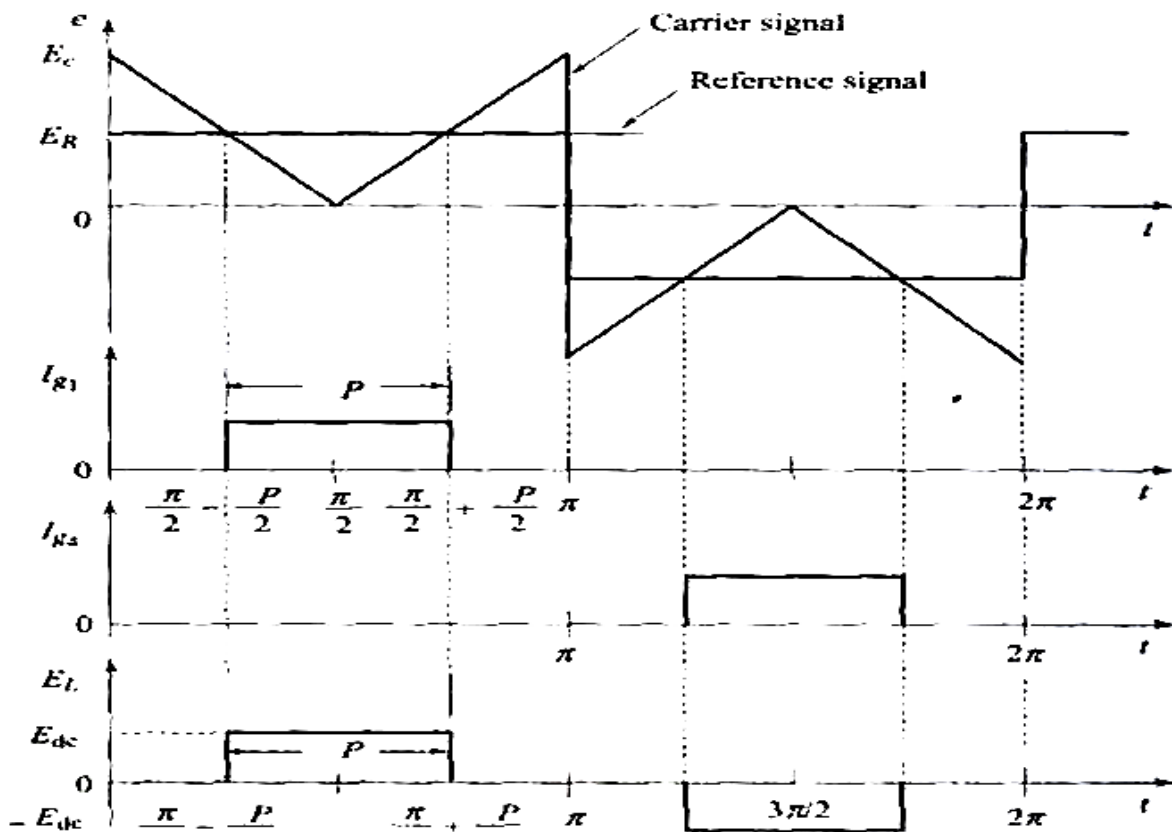 e
Carrier signal
E_c
Reference signal
E_R
0
t
I_g1
P
0
π/2 − P/2 π/2 π/2 + P/2 π 2π t
0
π 2π t
E_L
E_dc
P
0
− E_dc π − P π + P π 3π/2 2π t